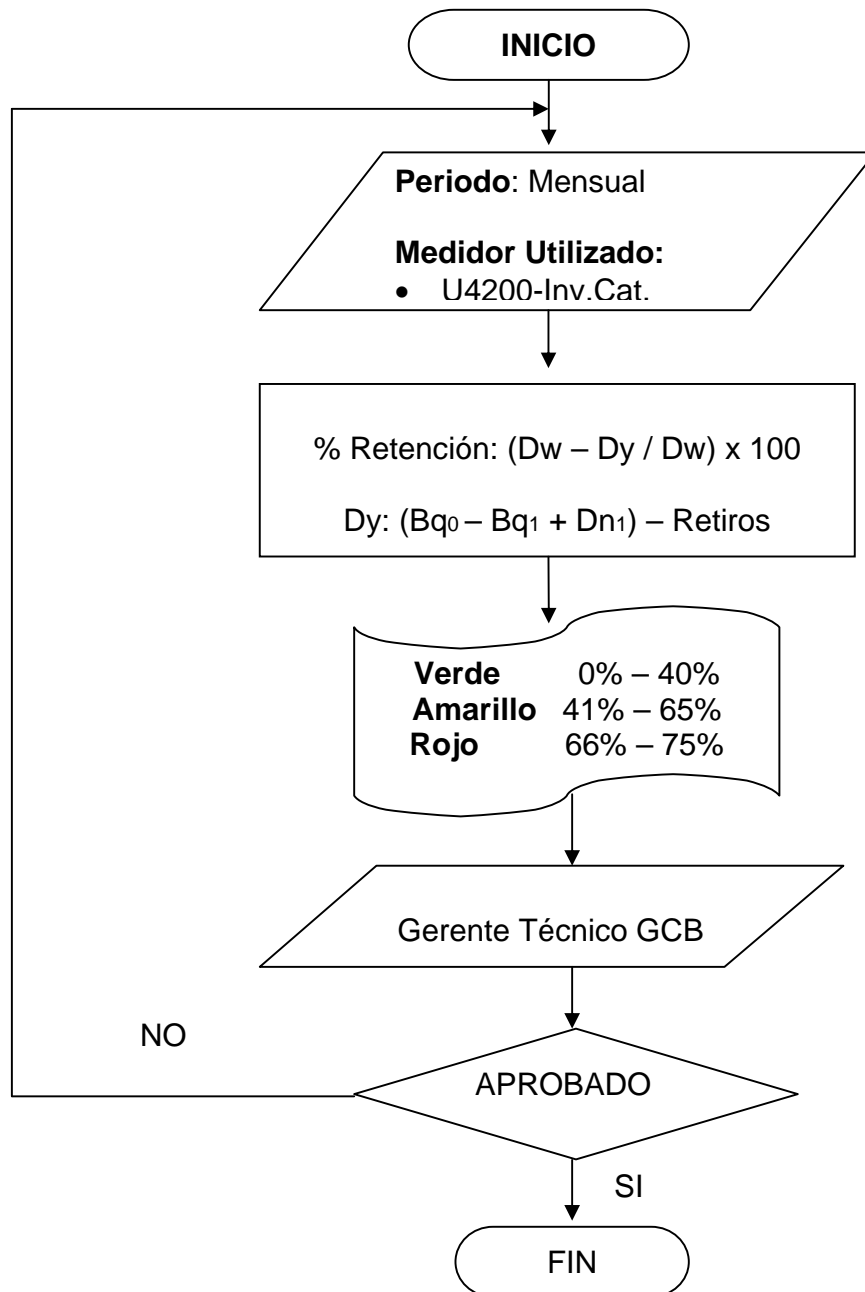 INICIO
Periodo: Mensual
Medidor Utilizado:
• U4200-Inv.Cat.
% Retención: (Dw – Dy / Dw) x 100
Dy: (Bq₀ – Bq₁ + Dn₁) – Retiros
Verde 0% – 40%
Amarillo 41% – 65%
Rojo 66% – 75%
Gerente Técnico GCB
NO
APROBADO
SI
FIN